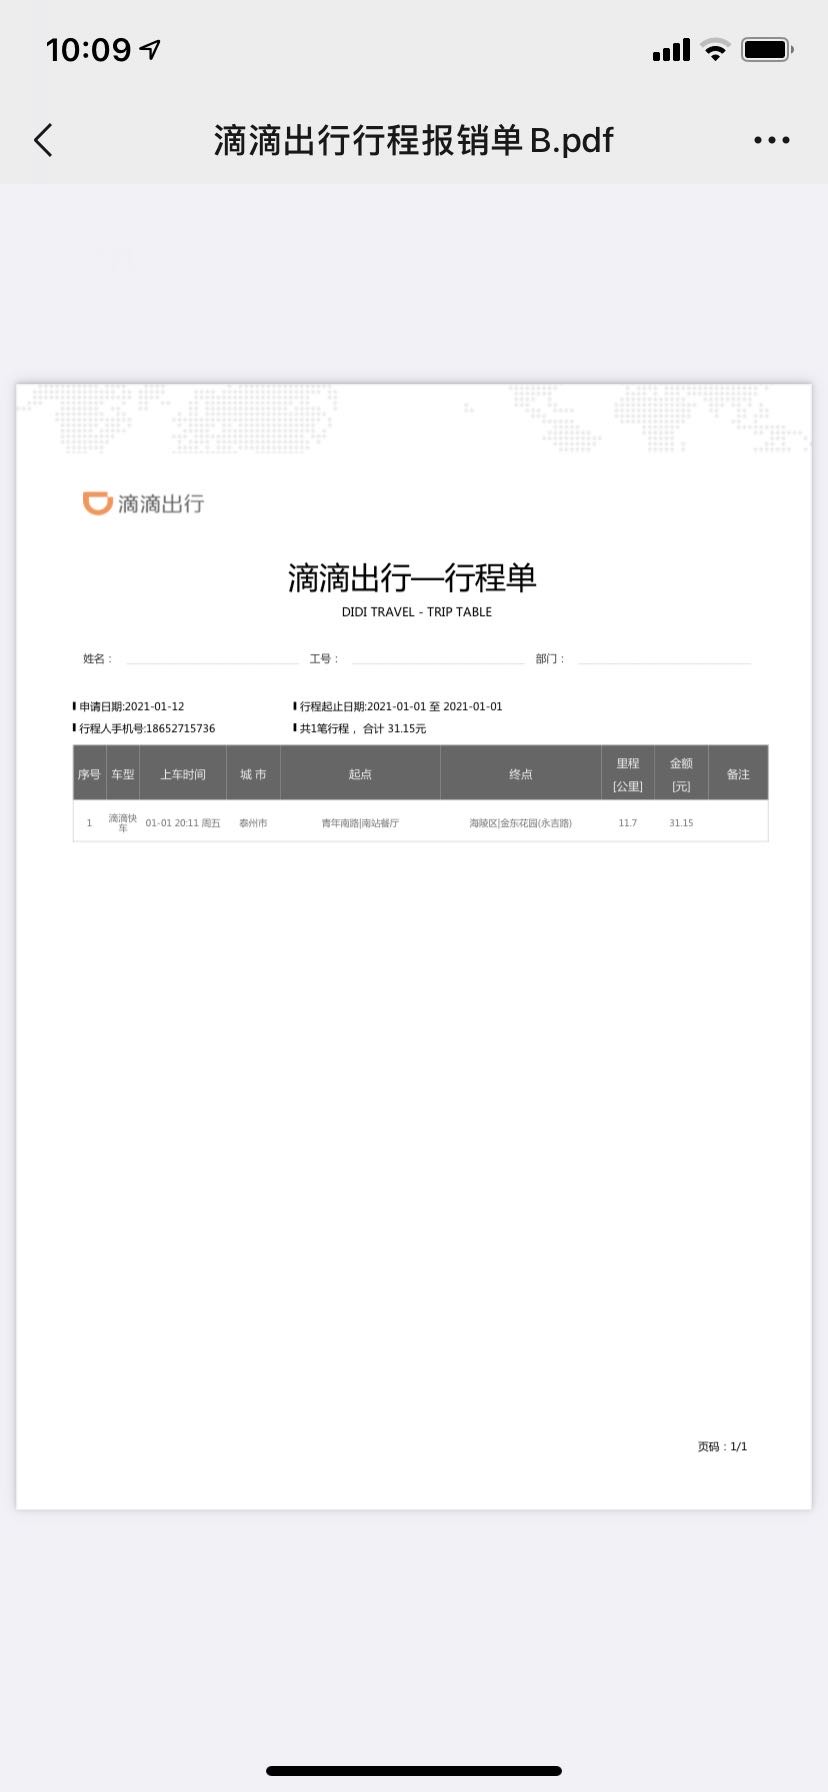 10:09
滴滴出行行程报销单 B.pdf
滴滴出行
滴滴出行—行程单
DIDI TRAVEL - TRIP TABLE
姓名： 工号： 部门：
申请日期:2021-01-12 行程起止日期:2021-01-01 至 2021-01-01
行程人手机号:18652715736 共1笔行程，合计 31.15元
序号 车型 上车时间 城市 起点 终点 里程[公里] 金额[元] 备注
1 滴滴快车 01-01 20:11 周五 泰州市 青年南路|南站餐厅 海陵区|金东花园(永吉路) 11.7 31.15
页码：1/1